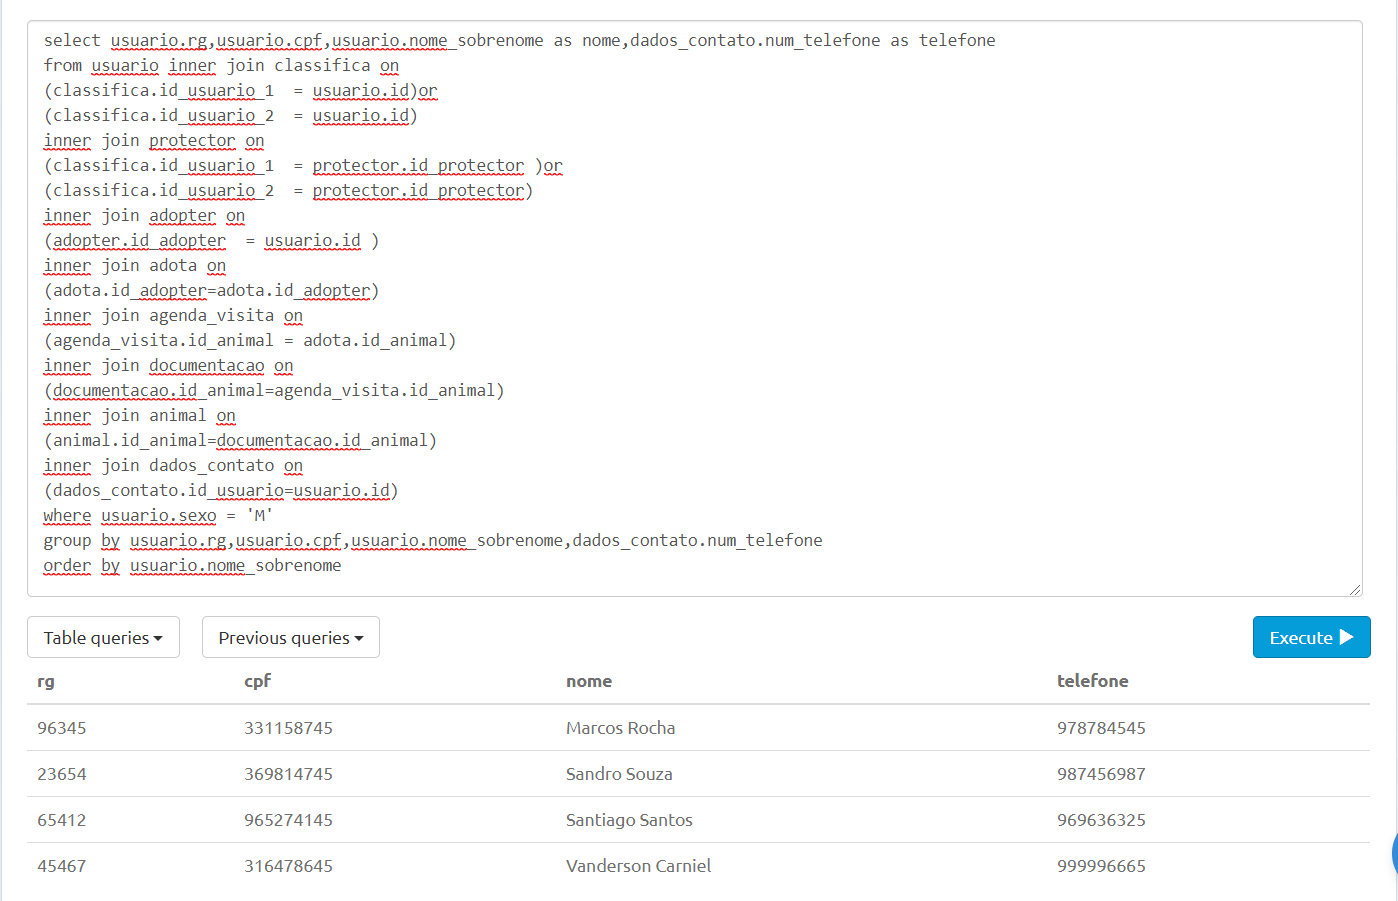 select usuario.rg,usuario.cpf,usuario.nome_sobrenome as nome,dados_contato.num_telefone as telefone
from usuario inner join classifica on
(classifica.id_usuario_1  = usuario.id)or
(classifica.id_usuario_2  = usuario.id)
inner join protector on
(classifica.id_usuario_1  = protector.id_protector )or
(classifica.id_usuario_2  = protector.id_protector)
inner join adopter on
(adopter.id_adopter  = usuario.id )
inner join adota on
(adota.id_adopter=adota.id_adopter)
inner join agenda_visita on
(agenda_visita.id_animal = adota.id_animal)
inner join documentacao on
(documentacao.id_animal=agenda_visita.id_animal)
inner join animal on
(animal.id_animal=documentacao.id_animal)
inner join dados_contato on
(dados_contato.id_usuario=usuario.id)
where usuario.sexo = 'M'
group by usuario.rg,usuario.cpf,usuario.nome_sobrenome,dados_contato.num_telefone
order by usuario.nome_sobrenome
Table queries Previous queries Execute
rg cpf nome telefone
96345 331158745 Marcos Rocha 978784545
23654 369814745 Sandro Souza 987456987
65412 965274145 Santiago Santos 969636325
45467 316478645 Vanderson Carniel 999996665